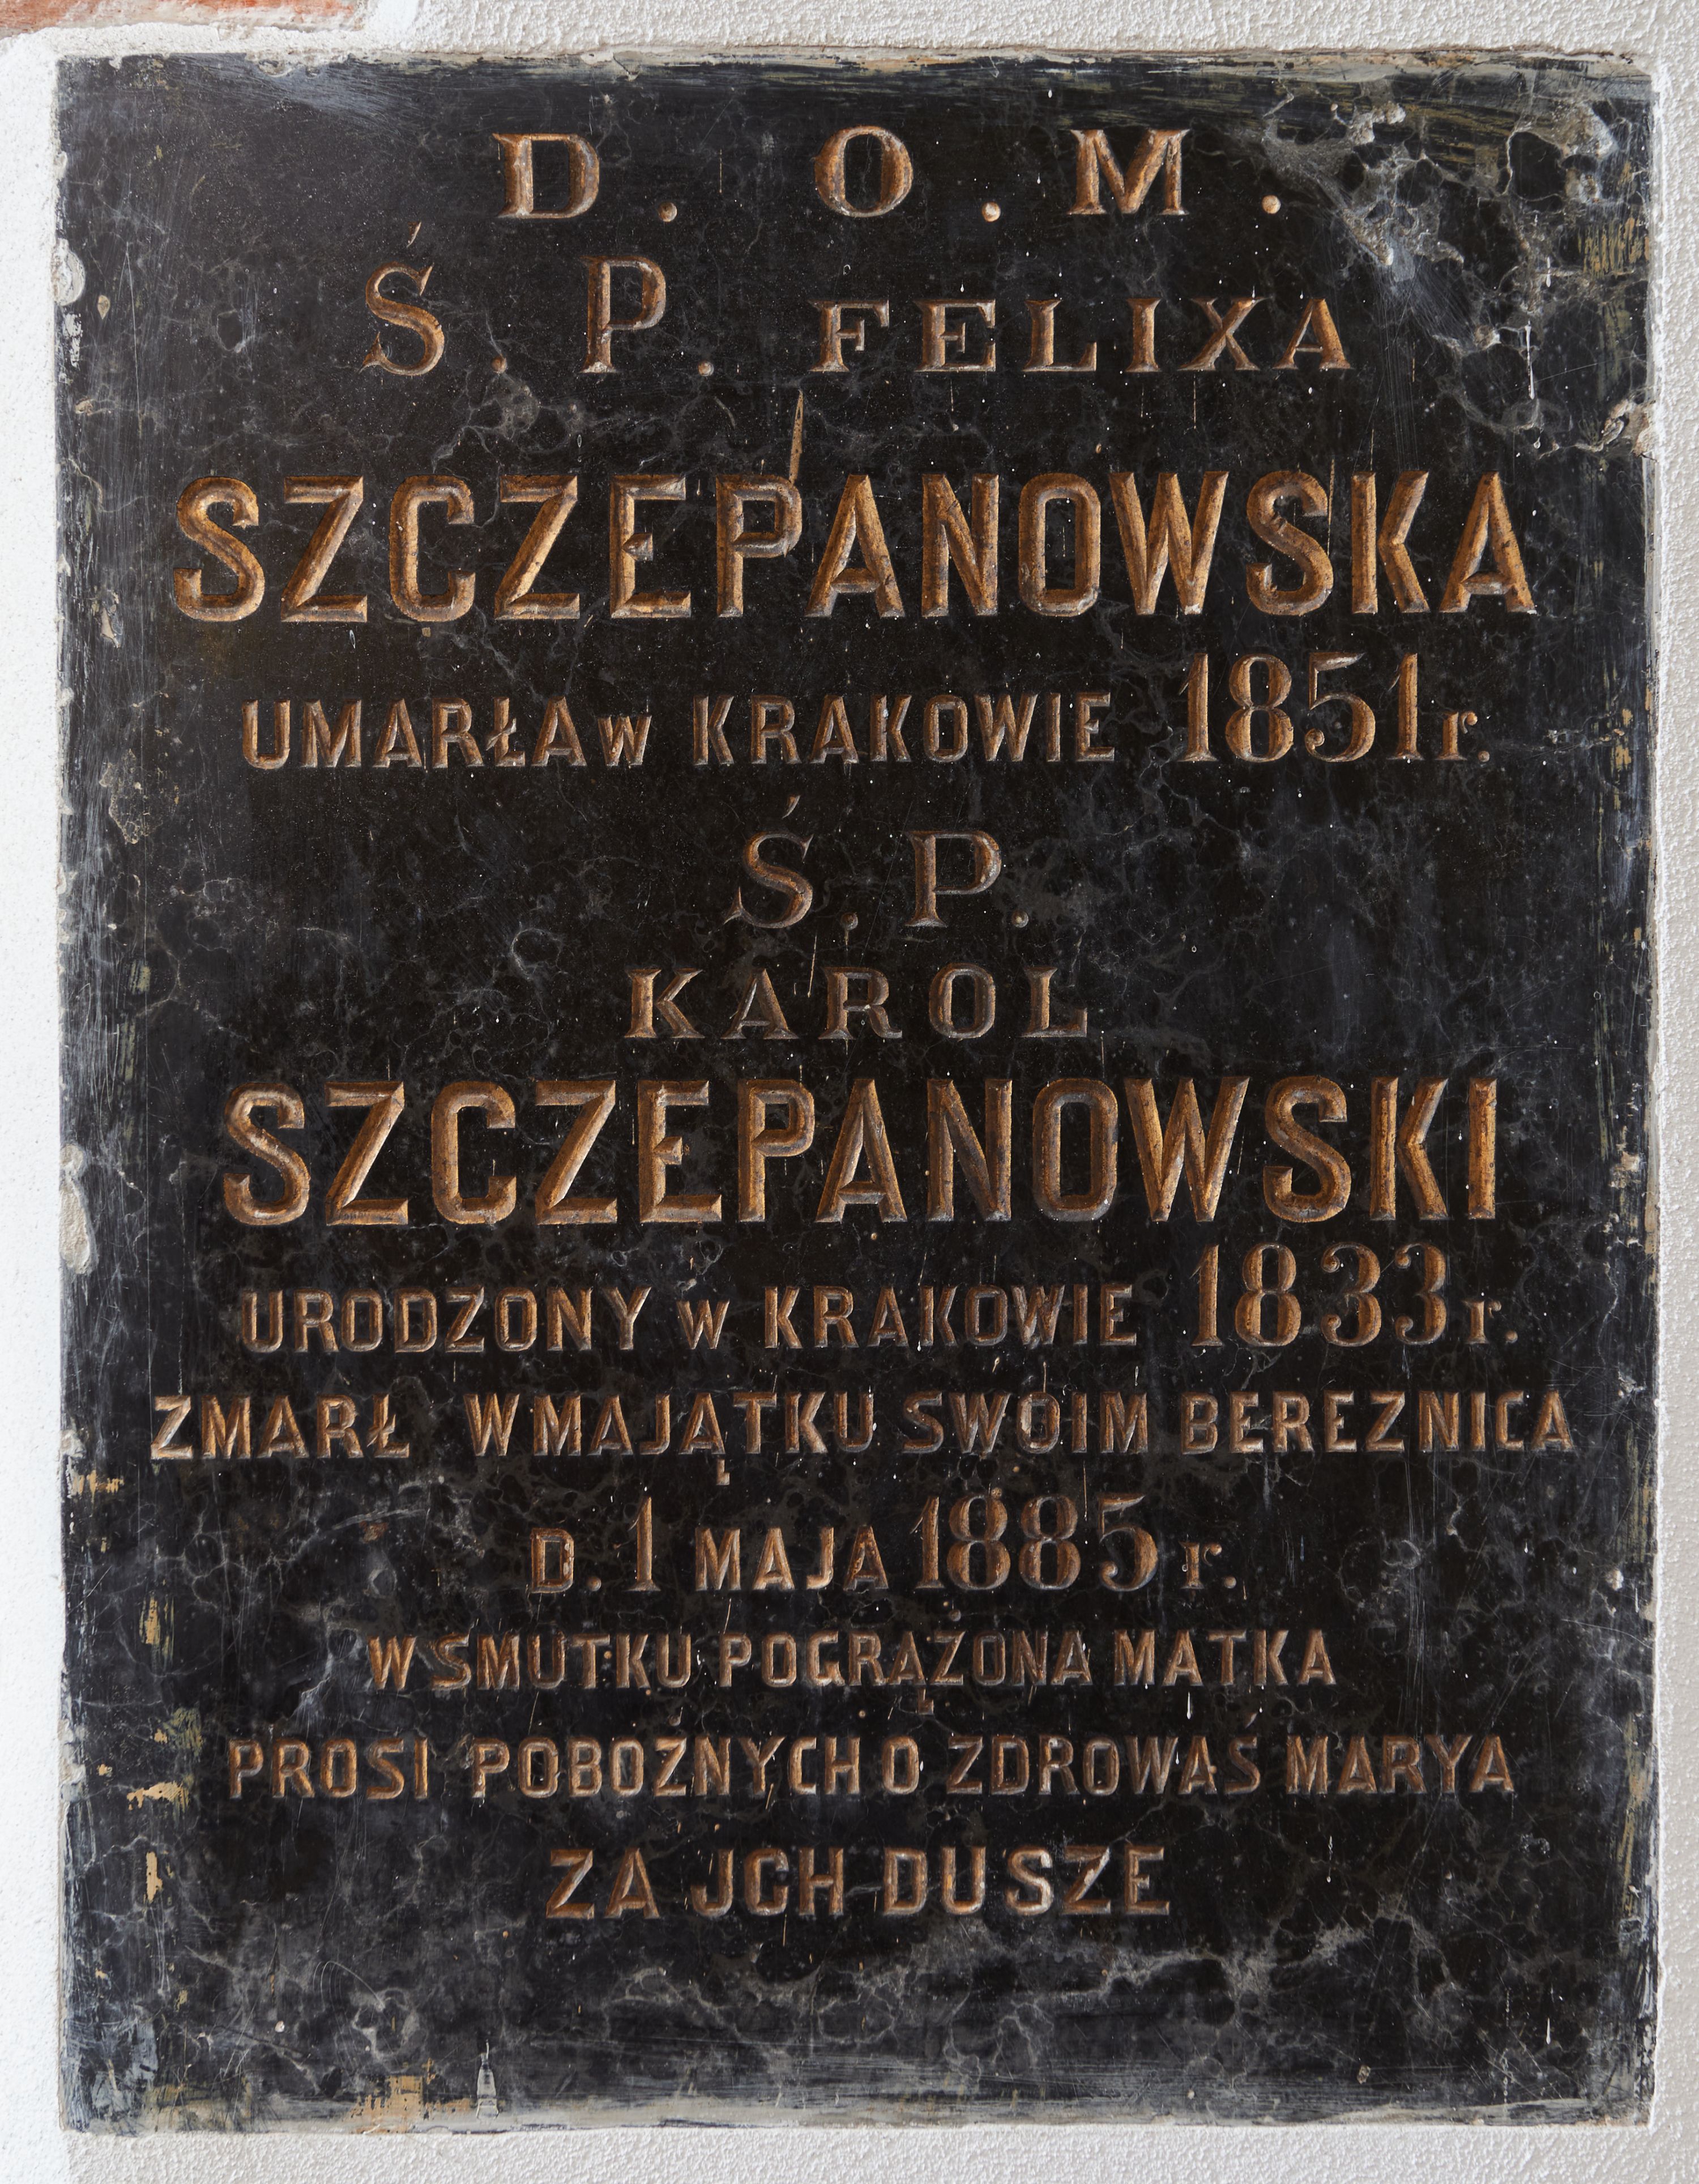 D. O. M.
Ś. P. FELIXA
SZCZEPANOWSKA
UMARŁA w KRAKOWIE 1851 r.
Ś. P.
KAROL
SZCZEPANOWSKI
URODZONY w KRAKOWIE 1833 r.
ZMARŁ W MAJĄTKU SWOIM BEREZNICA
D. 1 MAJA 1885 r.
W SMUTKU POGRĄŻONA MATKA
PROSI POBOŻNYCH O ZDROWAŚ MARYA
ZA JCH DUSZE